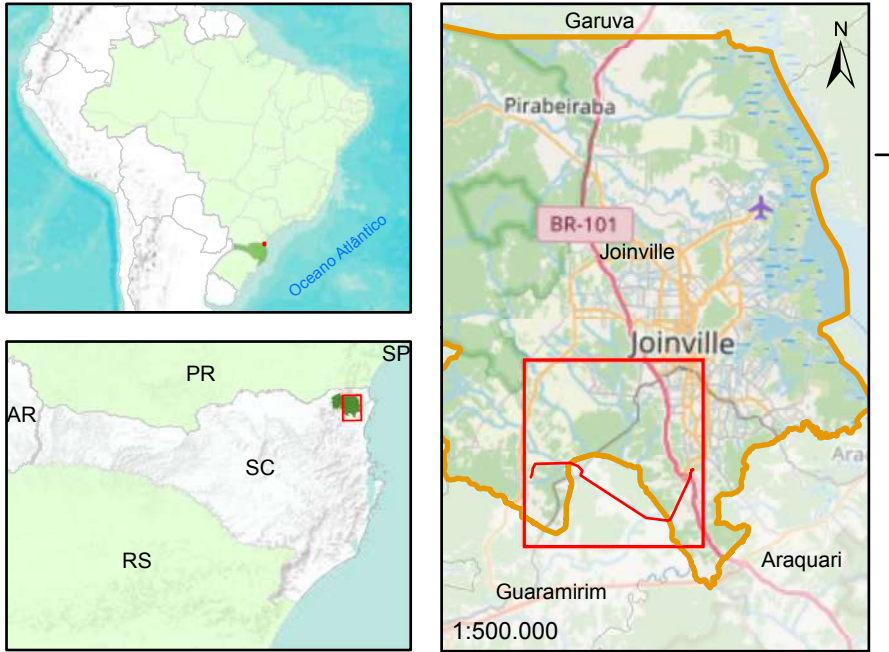 Oceano Atlântico
SP
PR
AR
SC
RS
Garuva
N
Pirabeiraba
BR-101
Joinville
Joinville
Ara
Araquari
Guaramirim
1:500.000